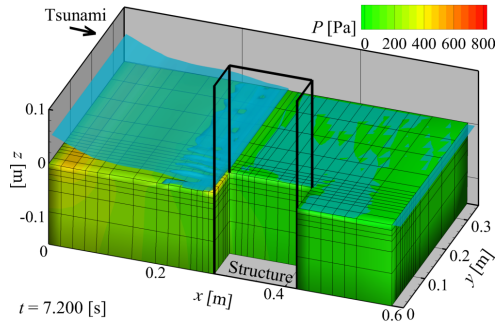 Tsunami
P [Pa]
0 200 400 600 800
0.1
0
-0.1
z [m]
0
0.2
0.4
0.6
x [m]
0
0.1
0.2
0.3
y [m]
Structure
t = 7.200 [s]